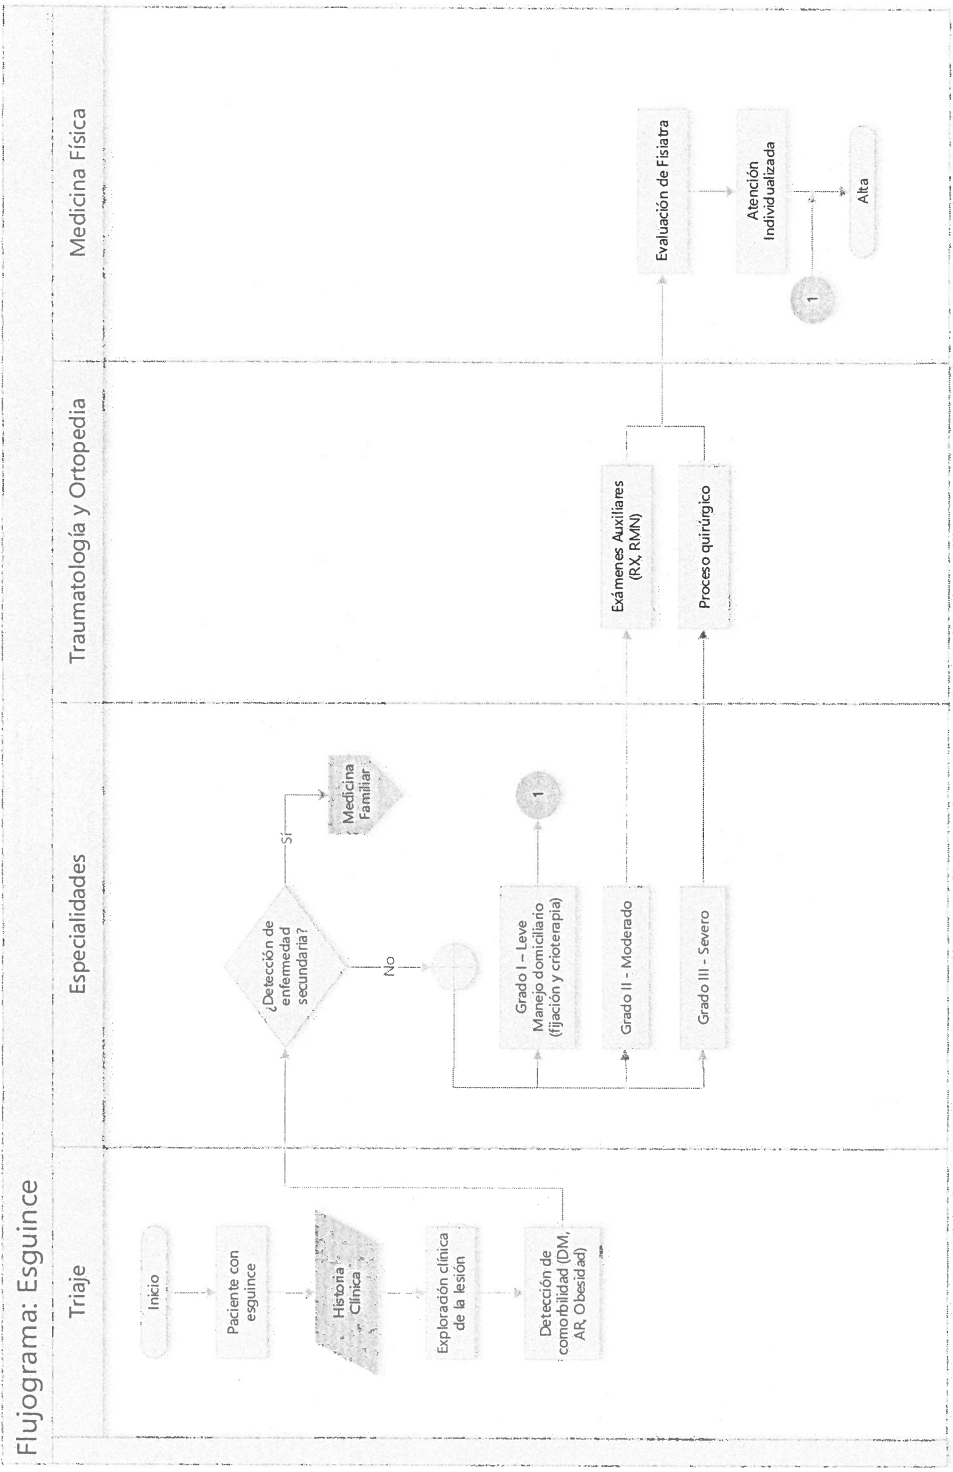 Flujograma: Esguince
Triaje
Especialidades
Traumatología y Ortopedia
Medicina Física
Inicio
Paciente con
esguince
Historia
Clínica
Exploración clínica
de la lesión
Detección de
comorbilidad (DM,
AR, Obesidad)
¿Detección de
enfermedad
secundaria?
Sí
Medicina
Familiar
No
Grado I – Leve
Manejo domiciliario
(fijación y crioterapia)
1
Grado II - Moderado
Grado III - Severo
Exámenes Auxiliares
(RX, RMN)
Proceso quirúrgico
Evaluación de Fisiatra
Atención
Individualizada
1
Alta